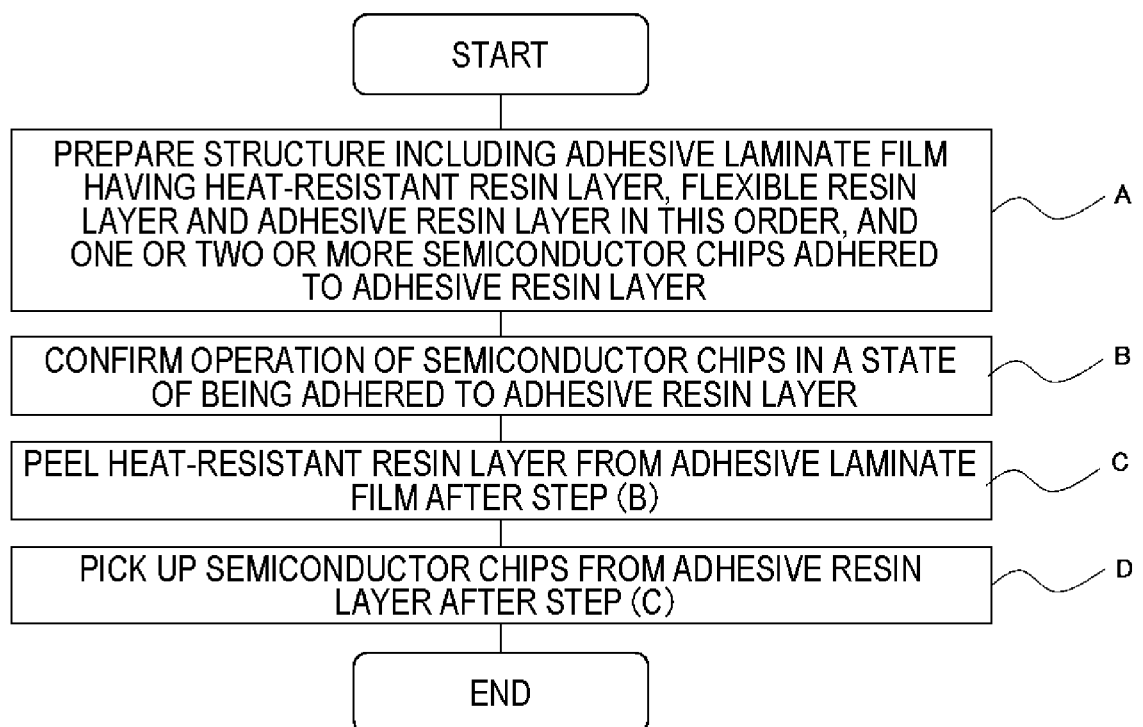 START
PREPARE STRUCTURE INCLUDING ADHESIVE LAMINATE FILM
HAVING HEAT-RESISTANT RESIN LAYER, FLEXIBLE RESIN
LAYER AND ADHESIVE RESIN LAYER IN THIS ORDER, AND
ONE OR TWO OR MORE SEMICONDUCTOR CHIPS ADHERED
TO ADHESIVE RESIN LAYER
A
CONFIRM OPERATION OF SEMICONDUCTOR CHIPS IN A STATE
OF BEING ADHERED TO ADHESIVE RESIN LAYER
B
PEEL HEAT-RESISTANT RESIN LAYER FROM ADHESIVE LAMINATE
FILM AFTER STEP (B)
C
PICK UP SEMICONDUCTOR CHIPS FROM ADHESIVE RESIN
LAYER AFTER STEP (C)
D
END